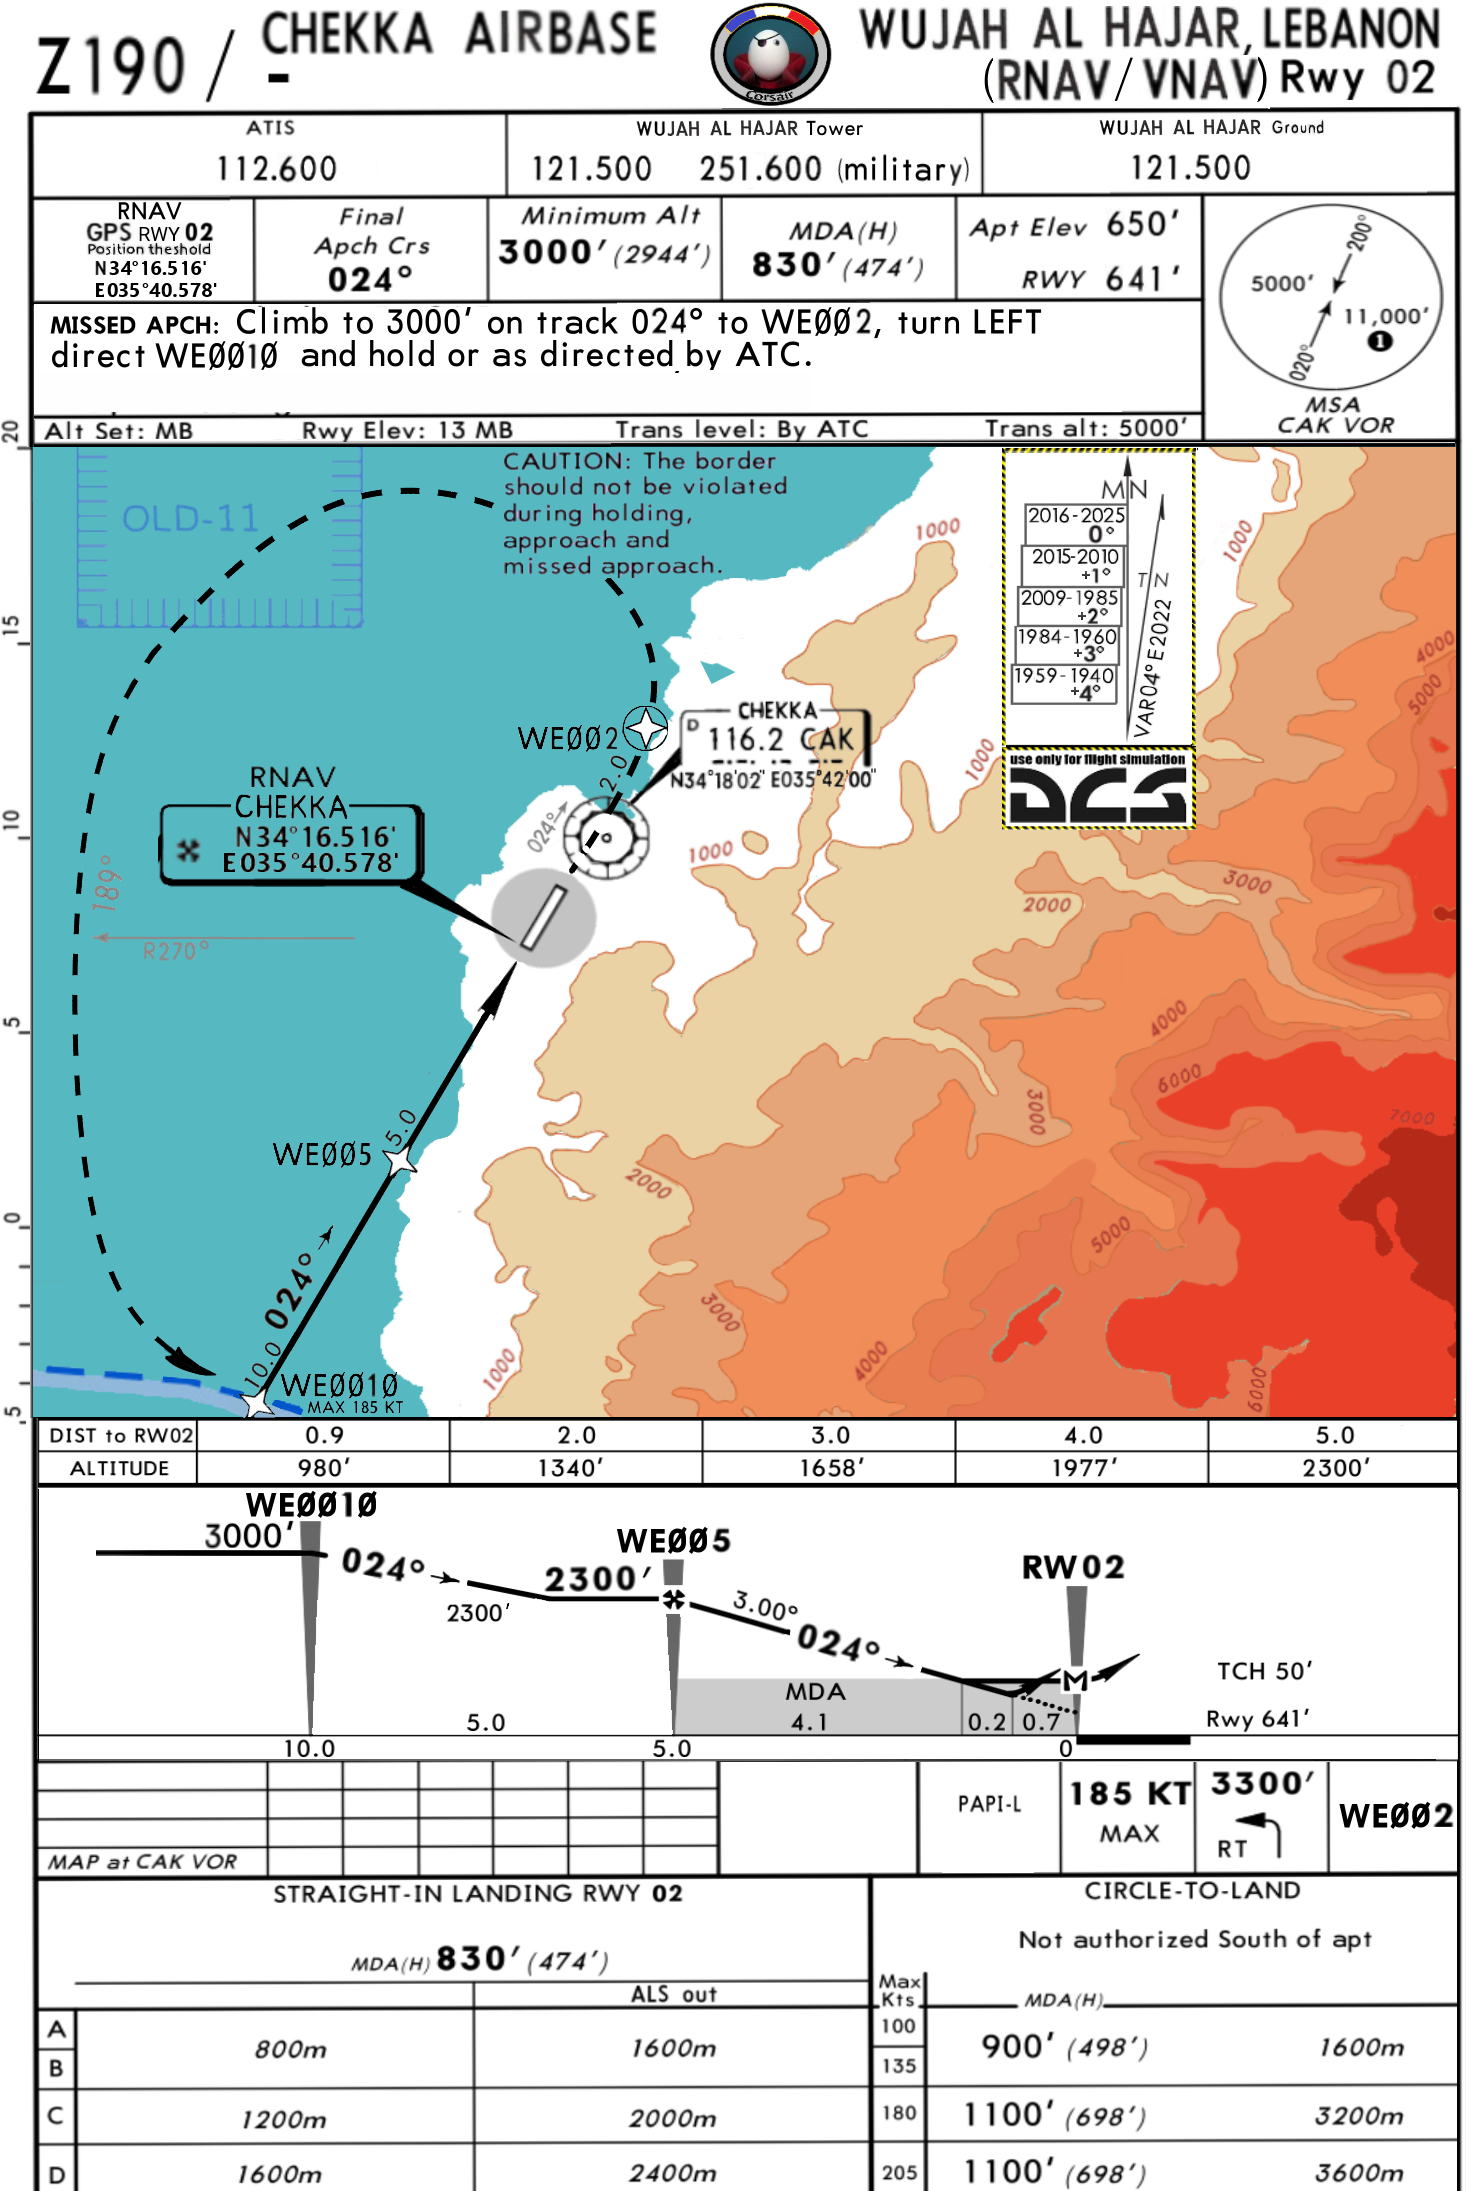 Z190 / CHEKKA AIRBASE
-
Corsair
WUJAH AL HAJAR, LEBANON
(RNAV/VNAV) Rwy 02
ATIS
112.600
WUJAH AL HAJAR Tower
121.500 251.600 (military)
WUJAH AL HAJAR Ground
121.500
RNAV
GPS RWY 02
Position theshold
N34°16.516'
E035°40.578'
Final
Apch Crs
024°
Minimum Alt
3000' (2944')
MDA(H)
830' (474')
Apt Elev 650'
RWY 641'
200°
5000'
11,000'
1
020°
MSA
CAK VOR
MISSED APCH: Climb to 3000' on track 024° to WEØØ2, turn LEFT
direct WEØØ1Ø and hold or as directed by ATC.
Alt Set: MB Rwy Elev: 13 MB Trans level: By ATC Trans alt: 5000'
20
15
10
5
0
5
OLD-11
CAUTION: The border
should not be violated
during holding,
approach and
missed approach.
MN
2016-2025
0°
2015-2010
+1°
2009-1985
+2°
1984-1960
+3°
1959-1940
+4°
TN
VAR04°E2022
use only for flight simulation
DCS
1000
1000
4000
5000
1000
WEØØ2
2.0
D
CHEKKA
116.2 CAK
N34°18'02" E035°42'00"
RNAV
CHEKKA
N34°16.516'
E035°40.578'
024°
189°
R270°
1000
2000
3000
4000
3000
6000
7000
WEØØ5
5.0
2000
5000
024°
3000
4000
1000
6000
10.0
WEØØ1Ø
MAX 185 KT
DIST to RW02 0.9 2.0 3.0 4.0 5.0
ALTITUDE 980' 1340' 1658' 1977' 2300'
WEØØ1Ø
3000'
024°
2300'
2300'
WEØØ5
3.00°
024°
RW02
M
TCH 50'
MDA
Rwy 641'
5.0 4.1 0.2 0.7
10.0 5.0 0
MAP at CAK VOR
PAPI-L
185 KT
MAX
3300'
RT
WEØØ2
STRAIGHT-IN LANDING RWY 02
MDA(H) 830' (474')
ALS out
A
B
800m 1600m
C 1200m 2000m
D 1600m 2400m
CIRCLE-TO-LAND
Not authorized South of apt
Max
Kts
MDA(H)
100
135
900' (498') 1600m
180 1100' (698') 3200m
205 1100' (698') 3600m